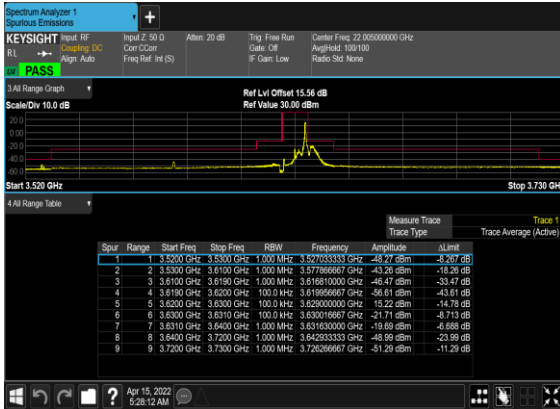 Spectrum Analyzer 1
Spurious Emissions
+
KEYSIGHT Input: RF Input Z: 50 Ω Atten: 20 dB Trig: Free Run Center Freq: 22.005000000 GHz
RL Coupling: DC Corr CCorr Gate: Off Avg|Hold: 100/100
Align: Auto Freq Ref: Int (S) IF Gain: Low Radio Std: None
PASS
3 All Range Graph Ref Lvl Offset 15.56 dB
Scale/Div 10.0 dB Ref Value 30.00 dBm
20.0
0.00
-20.0
-40.0
-60.0
Start 3.520 GHz Stop 3.730 GH
4 All Range Table
Measure Trace Trace 1
Trace Type Trace Average (Active)
Spur Range Start Freq Stop Freq RBW Frequency Amplitude ΔLimit
1 1 3.5200 GHz 3.5300 GHz 1.000 MHz 3.527033333 GHz -48.27 dBm -8.267 dB
2 2 3.5300 GHz 3.6100 GHz 1.000 MHz 3.577866667 GHz -43.26 dBm -18.26 dB
3 3 3.6100 GHz 3.6190 GHz 1.000 MHz 3.616810000 GHz -46.47 dBm -33.47 dB
4 4 3.6190 GHz 3.6200 GHz 100.0 kHz 3.619956667 GHz -56.61 dBm -43.61 dB
5 5 3.6200 GHz 3.6300 GHz 100.0 kHz 3.629000000 GHz 15.22 dBm -14.78 dB
6 6 3.6300 GHz 3.6310 GHz 100.0 kHz 3.630016667 GHz -21.71 dBm -8.713 dB
7 7 3.6310 GHz 3.6400 GHz 1.000 MHz 3.631630000 GHz -19.69 dBm -6.688 dB
8 8 3.6400 GHz 3.7200 GHz 1.000 MHz 3.642933333 GHz -48.99 dBm -23.99 dB
9 9 3.7200 GHz 3.7300 GHz 1.000 MHz 3.726266667 GHz -51.29 dBm -11.29 dB
? Apr 15, 2022
5:28:12 AM